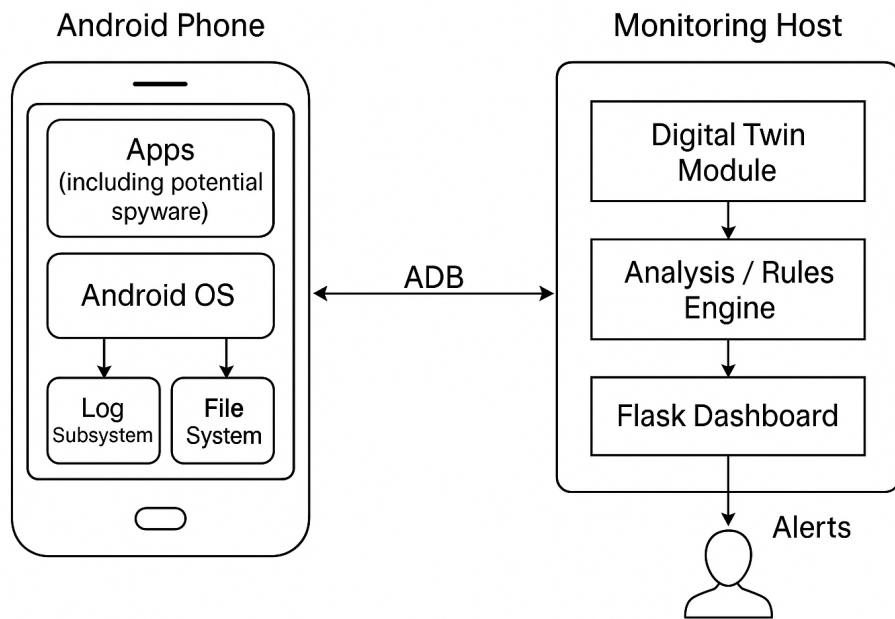 Android Phone
Apps
(including potential
spyware)
Android OS
Log
Subsystem
File
System
ADB
Monitoring Host
Digital Twin
Module
Analysis / Rules
Engine
Flask Dashboard
Alerts